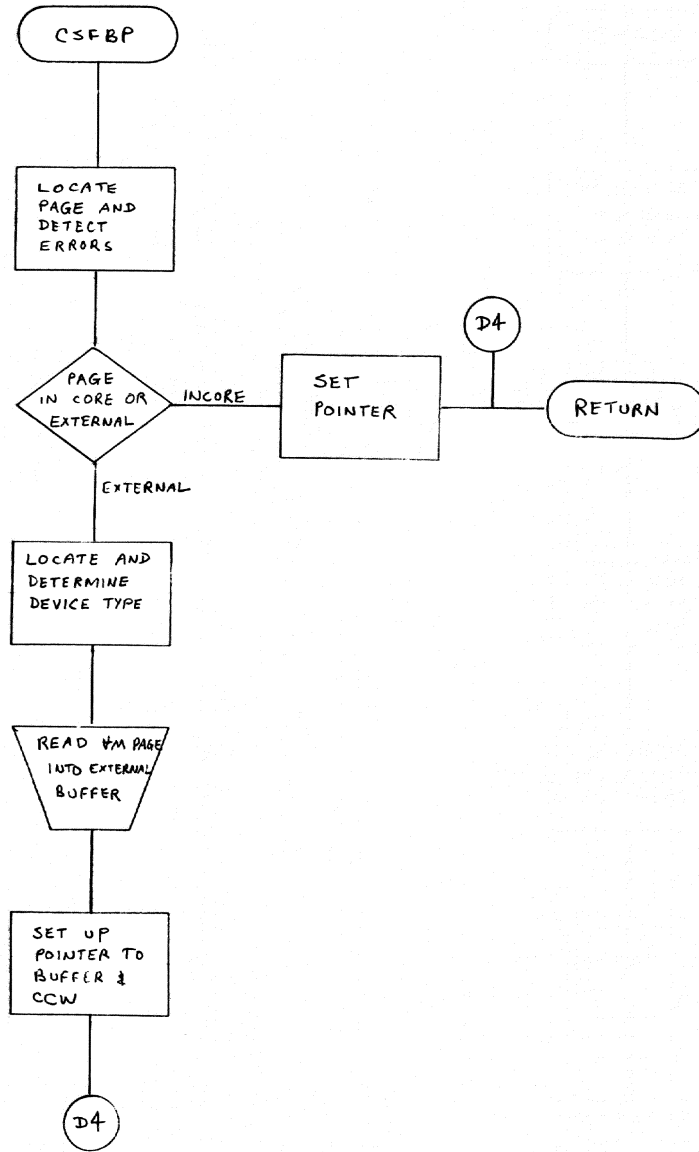 CSFBP
LOCATE
PAGE AND
DETECT
ERRORS
PAGE
IN CORE OR
EXTERNAL
INCORE
SET
POINTER
D4
RETURN
EXTERNAL
LOCATE AND
DETERMINE
DEVICE TYPE
READ VM PAGE
INTO EXTERNAL
BUFFER
SET UP
POINTER TO
BUFFER &
CCW
D4